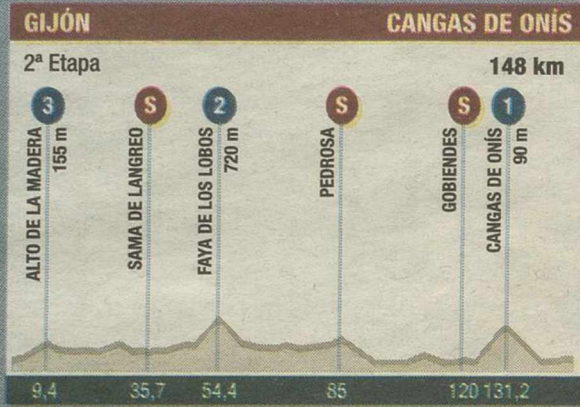 GIJÓN CANGAS DE ONÍS
2ª Etapa 148 km
3 S 2 S S 1
ALTO DE LA MADERA
155 m
SAMA DE LANGREO
FAYA DE LOS LOBOS
720 m
PEDROSA
GOBIENDES
CANGAS DE ONÍS
90 m
9,4 35,7 54,4 85 120 131,2